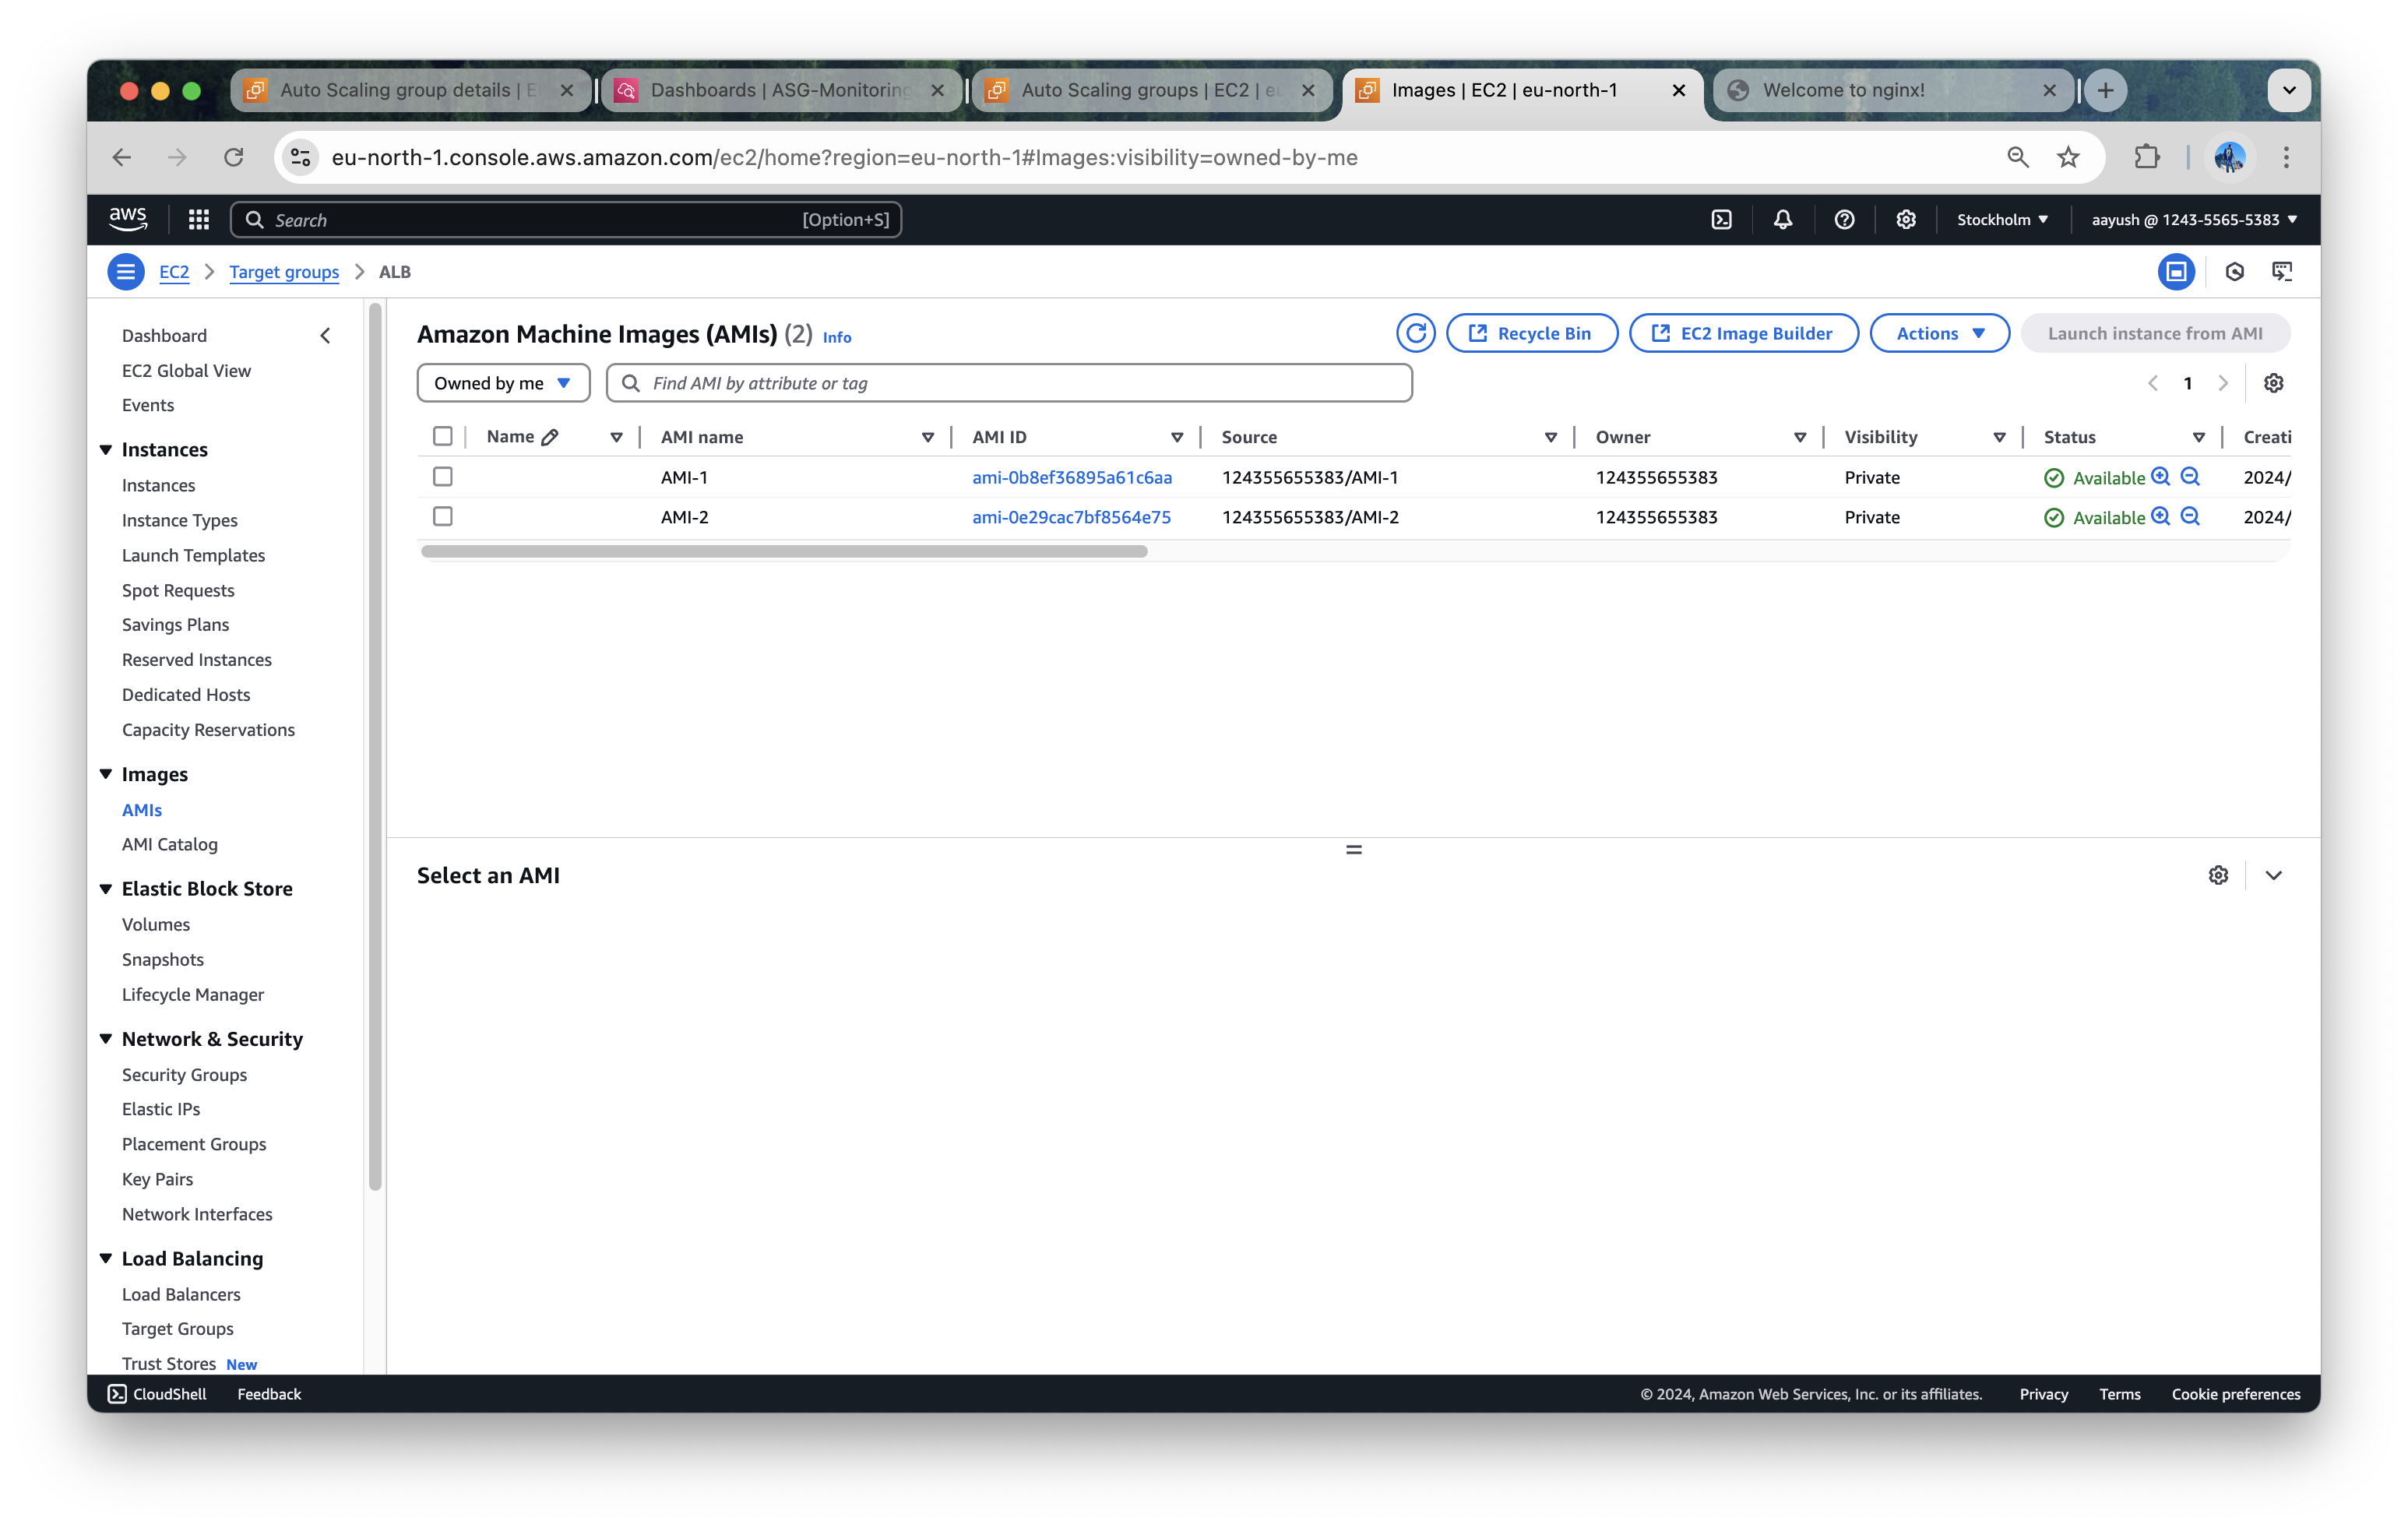 Auto Scaling group details | E
Dashboards | ASG-Monitoring
Auto Scaling groups | EC2 | eu
Images | EC2 | eu-north-1
Welcome to nginx!
eu-north-1.console.aws.amazon.com/ec2/home?region=eu-north-1#Images:visibility=owned-by-me
aws
Search
[Option+S]
Stockholm
aayush @ 1243-5565-5383
EC2 > Target groups > ALB
Dashboard
EC2 Global View
Events
Instances
Instances
Instance Types
Launch Templates
Spot Requests
Savings Plans
Reserved Instances
Dedicated Hosts
Capacity Reservations
Images
AMIs
AMI Catalog
Elastic Block Store
Volumes
Snapshots
Lifecycle Manager
Network & Security
Security Groups
Elastic IPs
Placement Groups
Key Pairs
Network Interfaces
Load Balancing
Load Balancers
Target Groups
Trust Stores New
Amazon Machine Images (AMIs) (2) Info
Recycle Bin
EC2 Image Builder
Actions
Launch instance from AMI
Owned by me
Find AMI by attribute or tag
1
Name AMI name AMI ID Source Owner Visibility Status Creati
AMI-1 ami-0b8ef36895a61c6aa 124355655383/AMI-1 124355655383 Private Available 2024/
AMI-2 ami-0e29cac7bf8564e75 124355655383/AMI-2 124355655383 Private Available 2024/
Select an AMI
CloudShell Feedback © 2024, Amazon Web Services, Inc. or its affiliates. Privacy Terms Cookie preferences